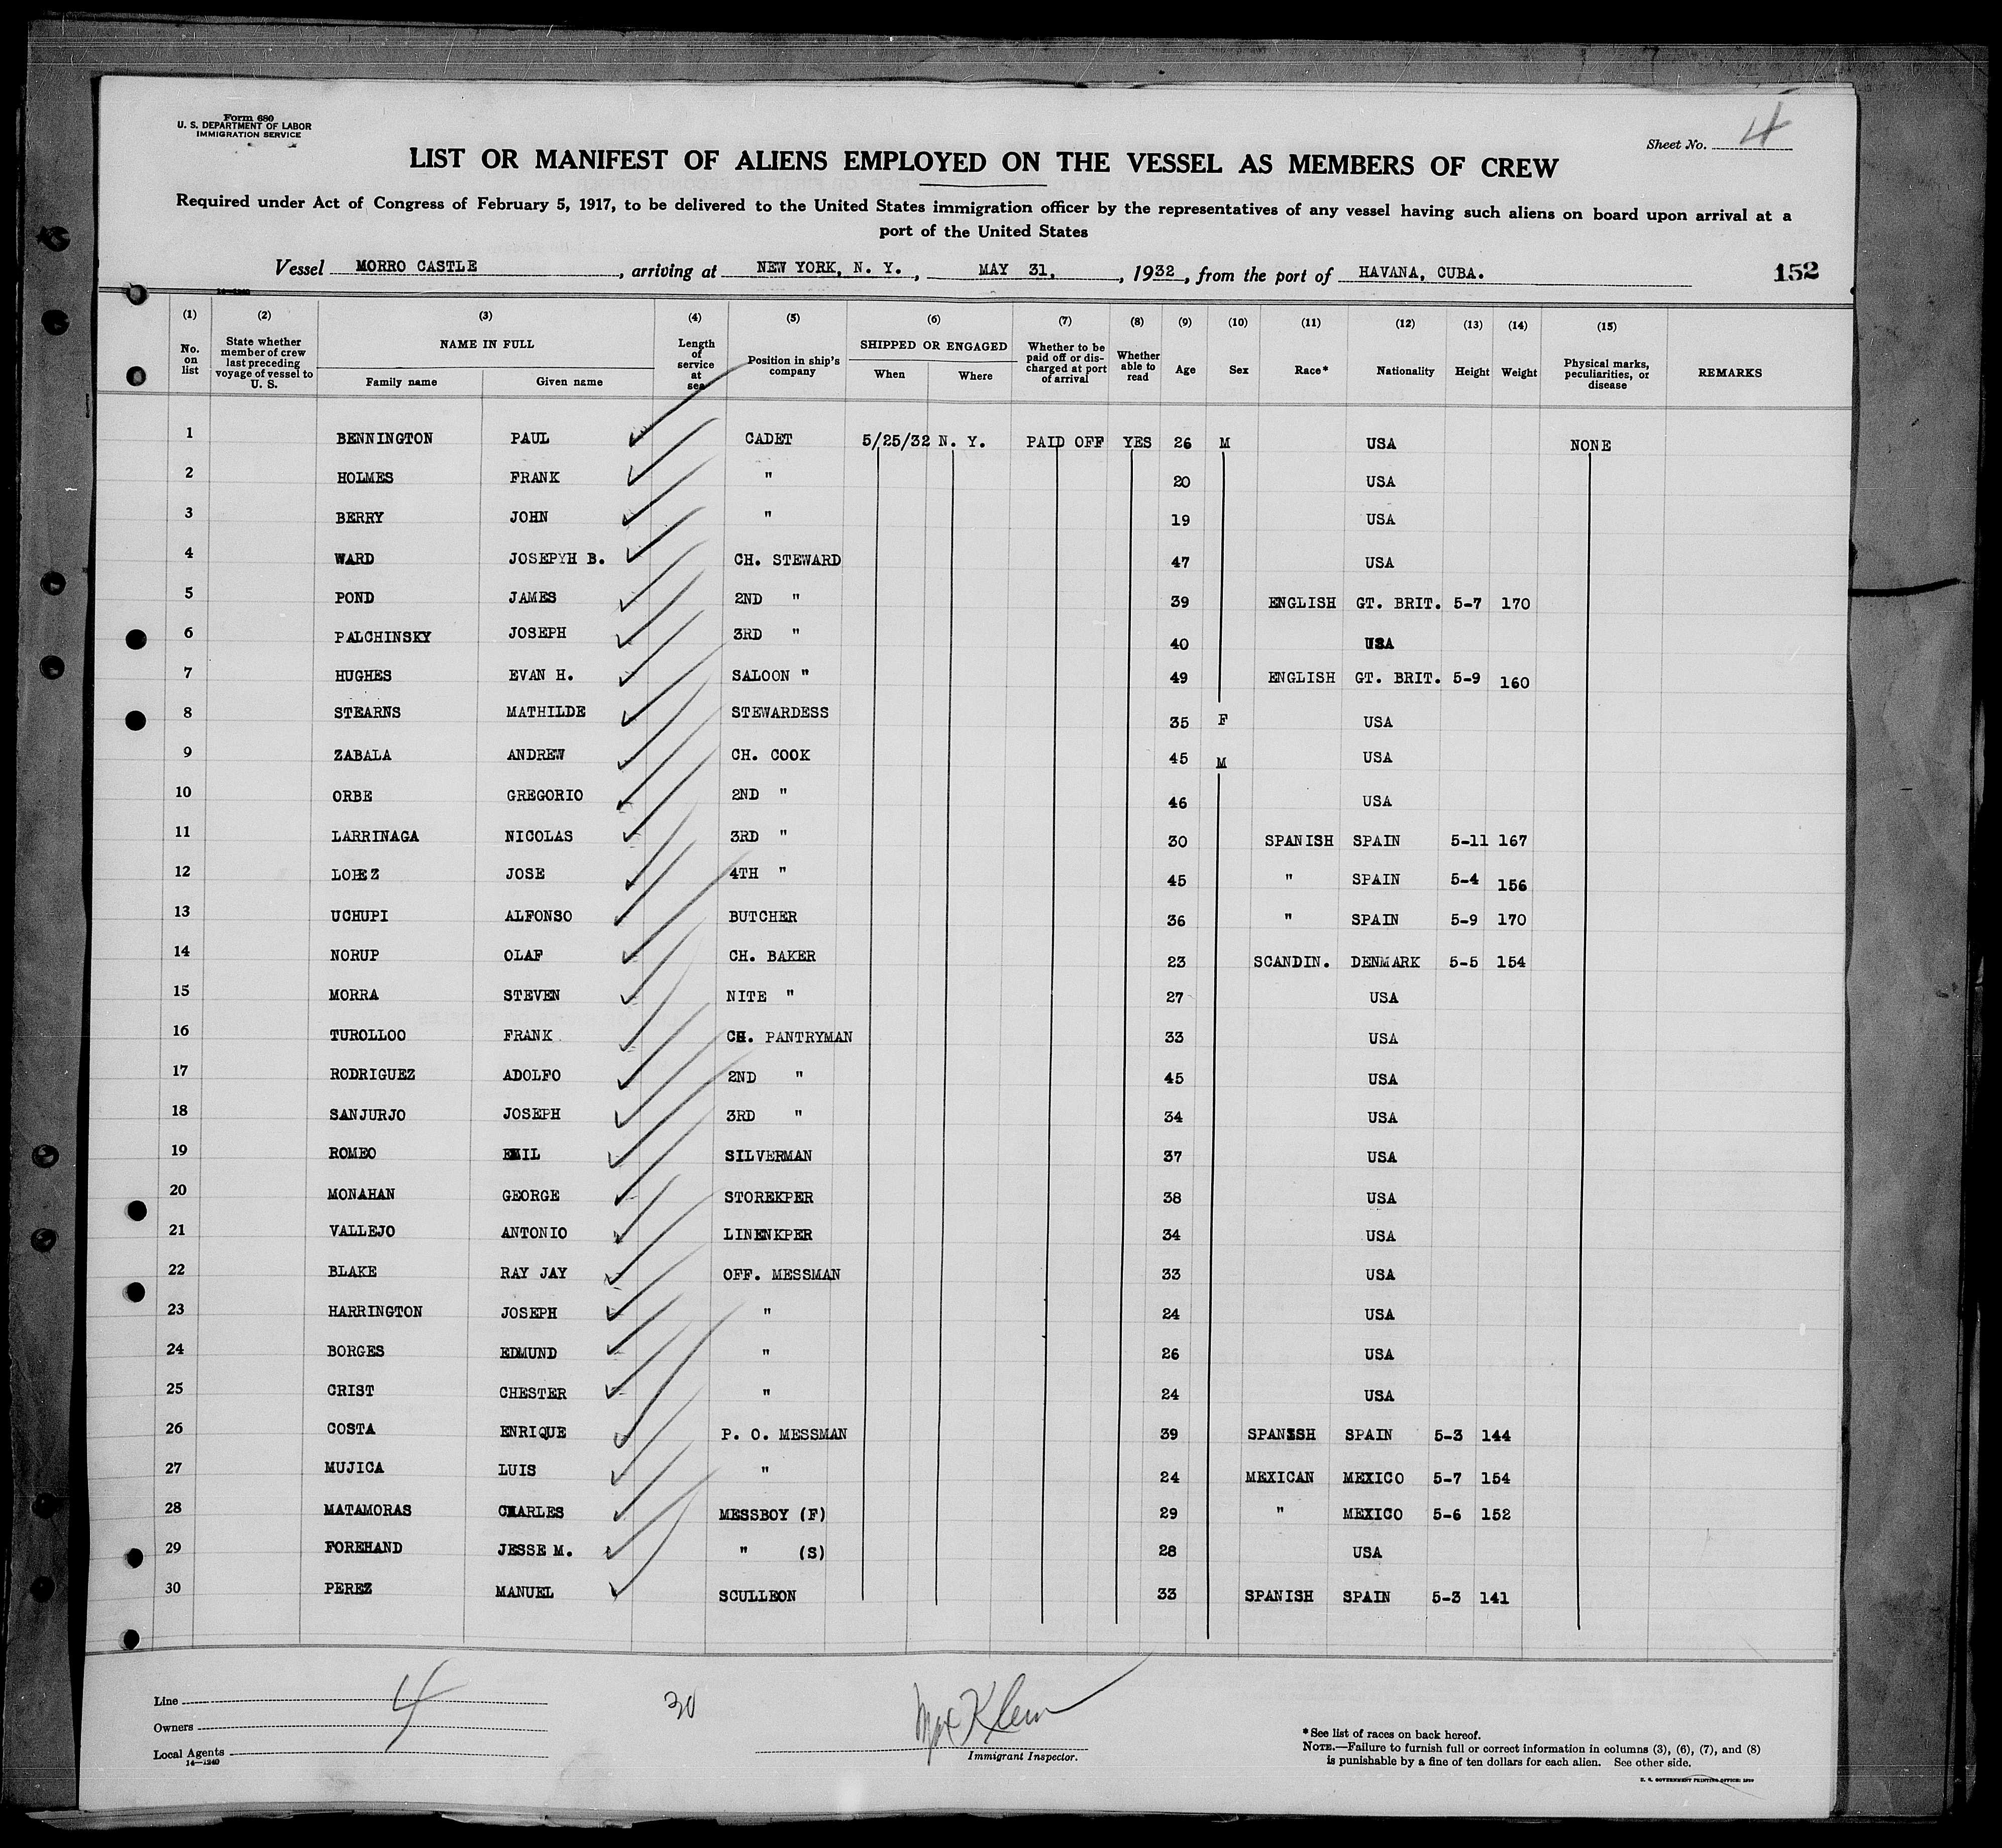 Form 680
U. S. DEPARTMENT OF LABOR
IMMIGRATION SERVICE
Sheet No. 4
LIST OR MANIFEST OF ALIENS EMPLOYED ON THE VESSEL AS MEMBERS OF CREW
Required under Act of Congress of February 5, 1917, to be delivered to the United States immigration officer by the representatives of any vessel having such aliens on board upon arrival at a
port of the United States
Vessel MORRO CASTLE, arriving at NEW YORK, N. Y., MAY 31, 1932, from the port of HAVANA, CUBA. 152
14—1240
(1) (2) (3) (4) (5) (6) (7) (8) (9) (10) (11) (12) (13) (14) (15)
No. on list State whether member of crew last preceding voyage of vessel to U. S. NAME IN FULL Family name Given name Length of service at sea Position in ship's company SHIPPED OR ENGAGED When Where Whether to be paid off or discharged at port of arrival Whether able to read Age Sex Race* Nationality Height Weight Physical marks, peculiarities, or disease REMARKS
1 BENNINGTON PAUL CADET 5/25/32 N. Y. PAID OFF YES 26 M USA NONE
2 HOLMES FRANK " 20 USA
3 BERRY JOHN " 19 USA
4 WARD JOSEPYH B. CH. STEWARD 47 USA
5 POND JAMES 2ND " 39 ENGLISH GT. BRIT. 5-7 170
6 PALCHINSKY JOSEPH 3RD " 40 USA
7 HUGHES EVAN H. SALOON " 49 ENGLISH GT. BRIT. 5-9 160
8 STEARNS MATHILDE STEWARDESS 35 F USA
9 ZABALA ANDREW CH. COOK 45 M USA
10 ORBE GREGORIO 2ND " 46 USA
11 LARRINAGA NICOLAS 3RD " 30 SPANISH SPAIN 5-11 167
12 LOPEZ JOSE 4TH " 45 " SPAIN 5-4 156
13 UCHUPI ALFONSO BUTCHER 36 " SPAIN 5-9 170
14 NORUP OLAF CH. BAKER 23 SCANDIN. DENMARK 5-5 154
15 MORRA STEVEN NITE " 27 USA
16 TUROLLOO FRANK CH. PANTRYMAN 33 USA
17 RODRIGUEZ ADOLFO 2ND " 45 USA
18 SANJURJO JOSEPH 3RD " 34 USA
19 ROMEO EMIL SILVERMAN 37 USA
20 MONAHAN GEORGE STOREKPER 38 USA
21 VALLEJO ANTONIO LINENKPER 34 USA
22 BLAKE RAY JAY OFF. MESSMAN 33 USA
23 HARRINGTON JOSEPH " 24 USA
24 BORGES EDMUND " 26 USA
25 CRIST CHESTER " 24 USA
26 COSTA ENRIQUE P. O. MESSMAN 39 SPANISH SPAIN 5-3 144
27 MUJICA LUIS " 24 MEXICAN MEXICO 5-7 154
28 MATAMORAS CHARLES MESSBOY (F) 29 " MEXICO 5-6 152
29 FOREHAND JESSE M. " (S) 28 USA
30 PEREZ MANUEL SCULLEON 33 SPANISH SPAIN 5-3 141
Line
Owners
Local Agents
14—1240
4
30
Max Klein
Immigrant Inspector.
*See list of races on back hereof.
NOTE.—Failure to furnish full or correct information in columns (3), (6), (7), and (8)
is punishable by a fine of ten dollars for each alien. See other side.
U. S. GOVERNMENT PRINTING OFFICE: